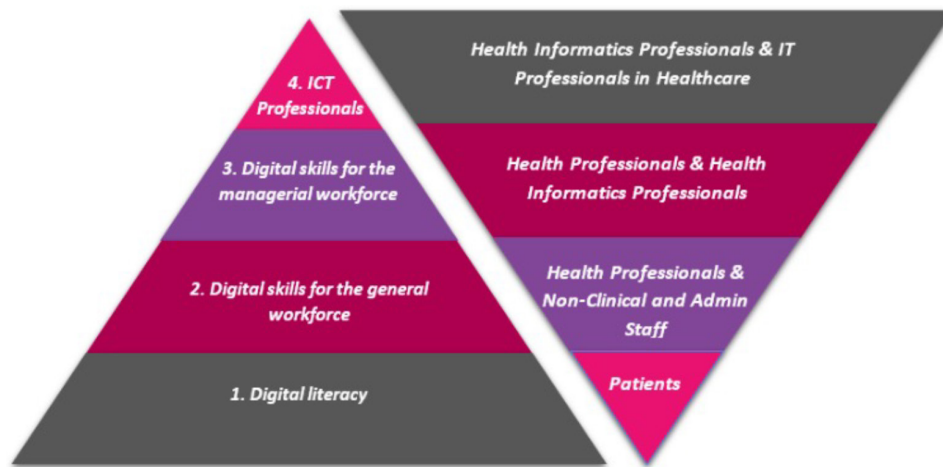 4. ICT
Professionals
3. Digital skills for the
managerial workforce
2. Digital skills for the general
workforce
1. Digital literacy
Health Informatics Professionals & IT
Professionals in Healthcare
Health Professionals & Health
Informatics Professionals
Health Professionals &
Non-Clinical and Admin
Staff
Patients